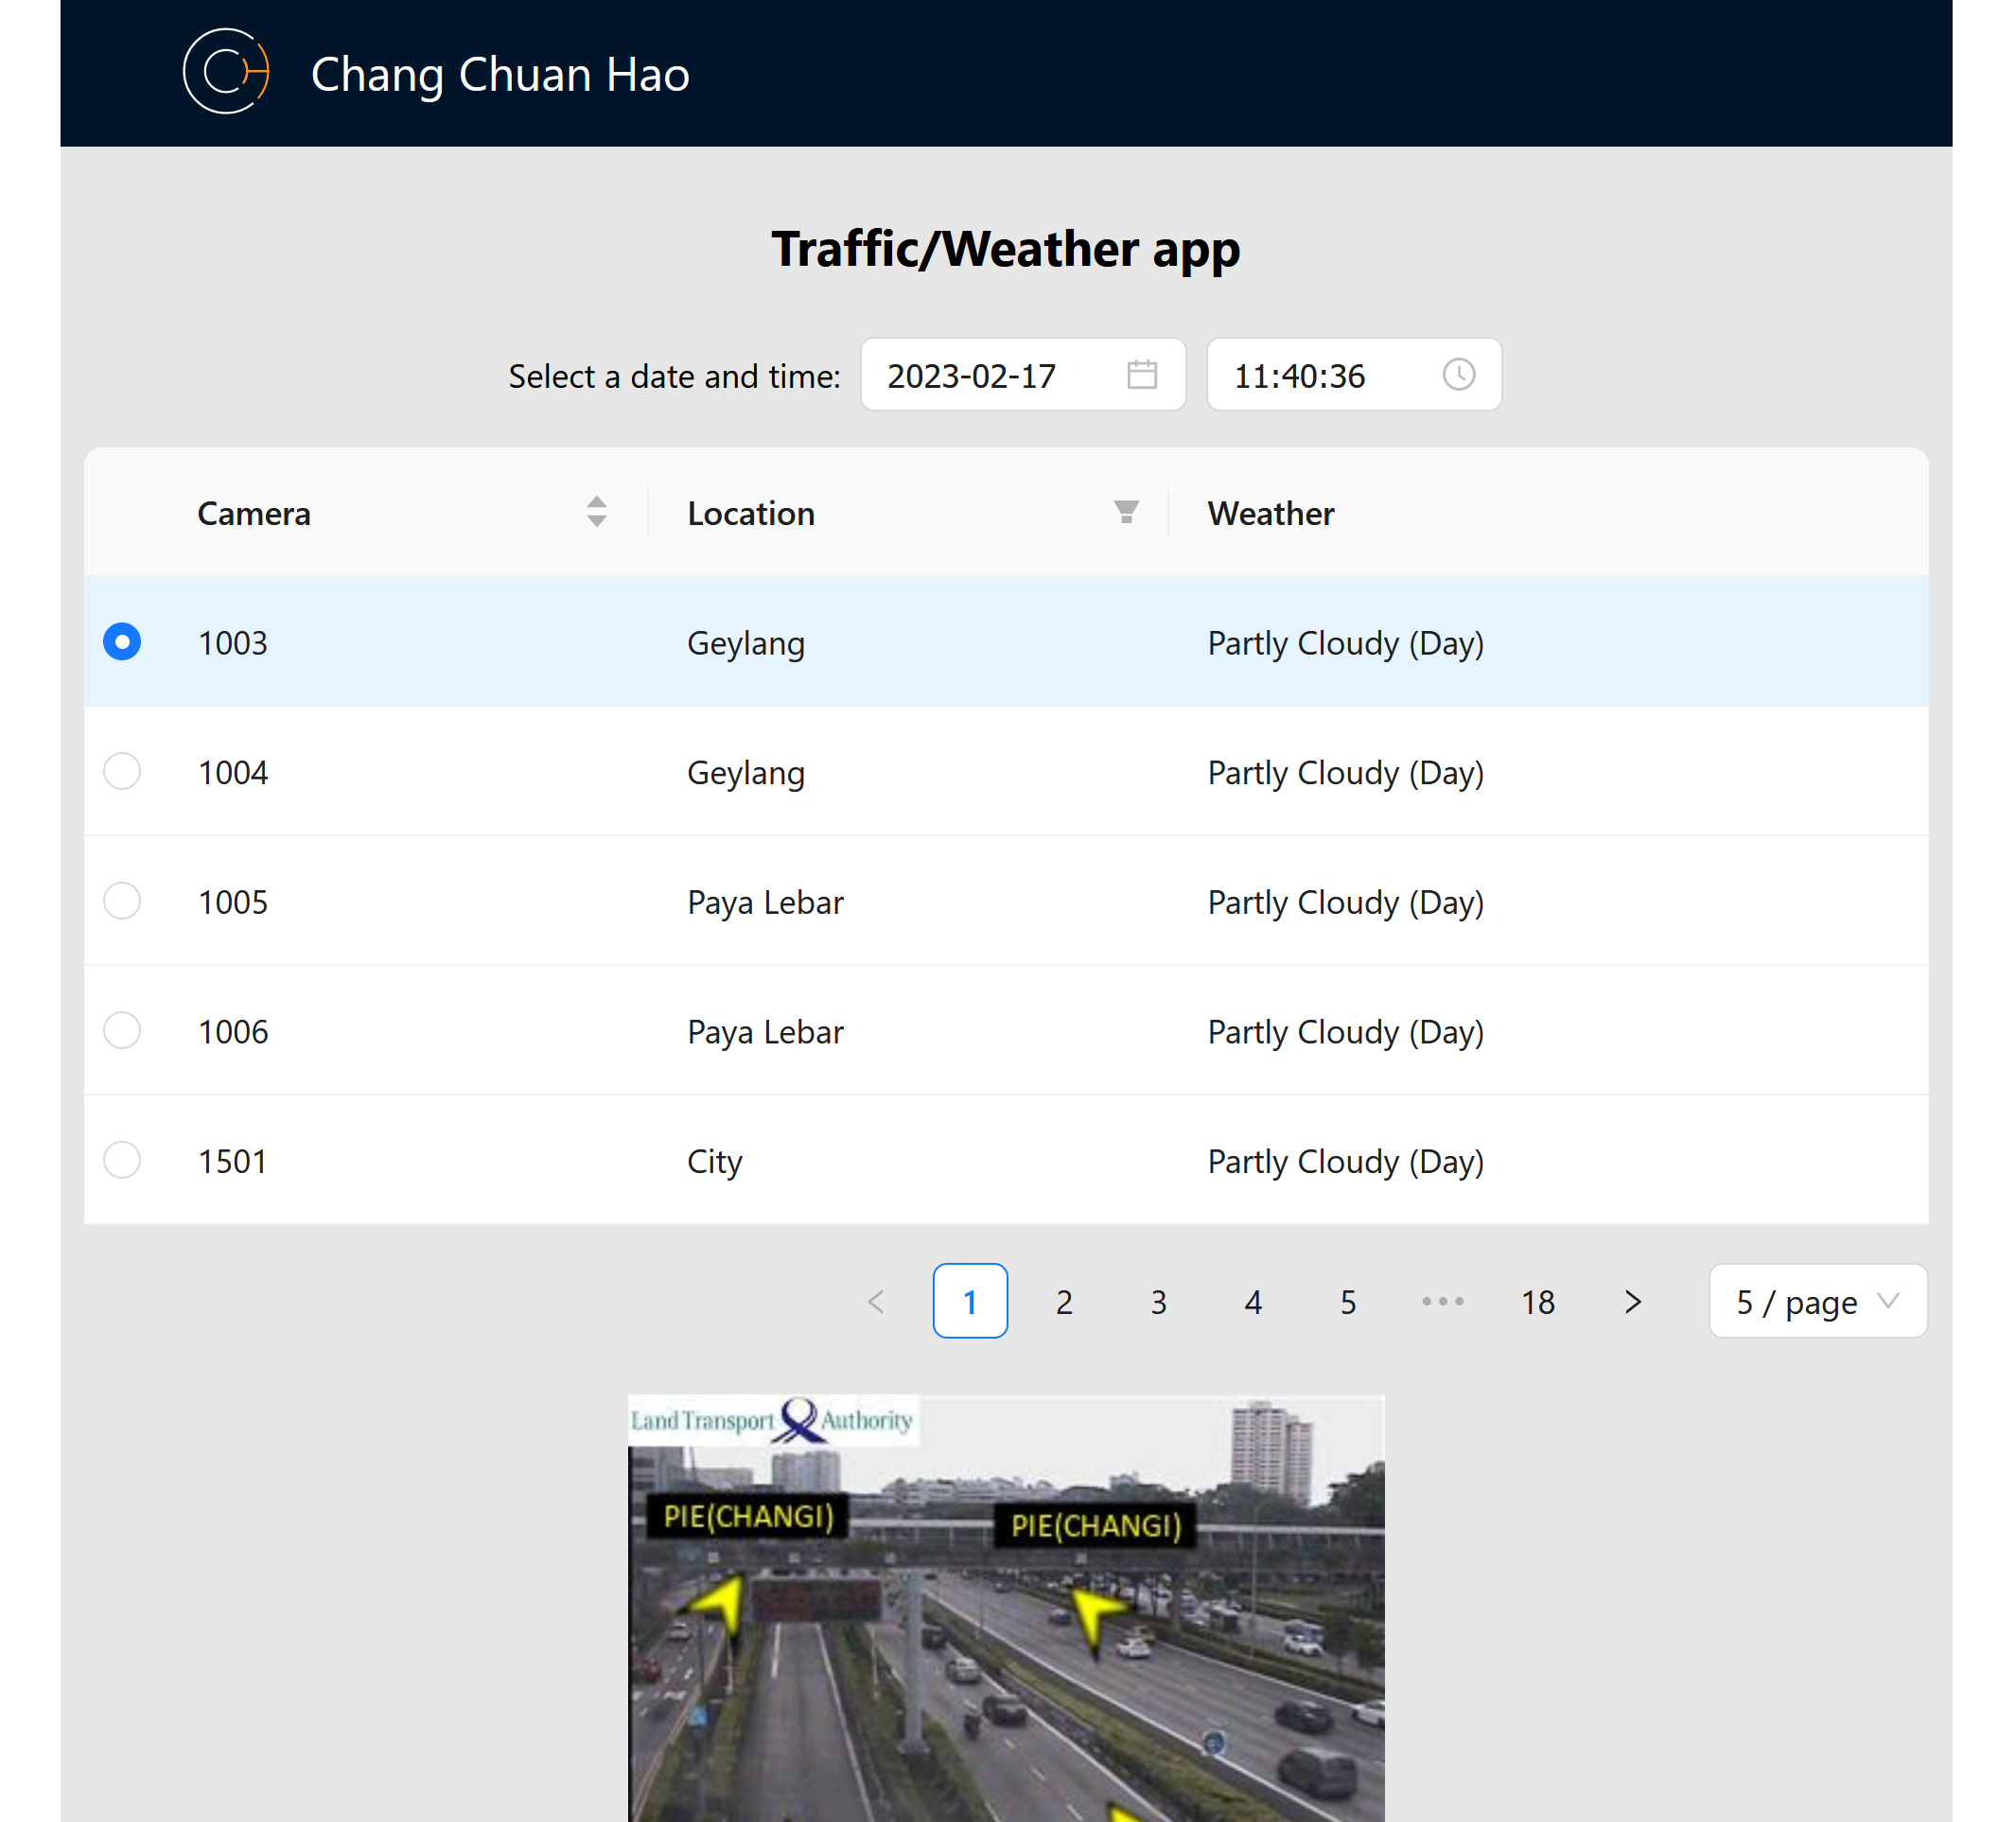 Chang Chuan Hao
Traffic/Weather app
Select a date and time: 2023-02-17 11:40:36
Camera Location Weather
1003 Geylang Partly Cloudy (Day)
1004 Geylang Partly Cloudy (Day)
1005 Paya Lebar Partly Cloudy (Day)
1006 Paya Lebar Partly Cloudy (Day)
1501 City Partly Cloudy (Day)
< 1 2 3 4 5 ••• 18 > 5 / page
Land Transport Authority
PIE(CHANGI) PIE(CHANGI)